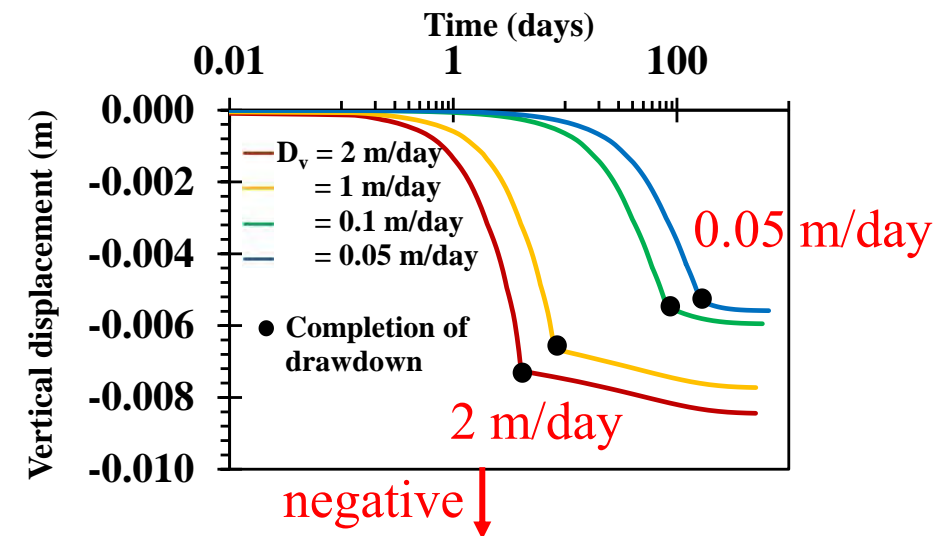 Time (days)
0.01 1 100
Vertical displacement (m)
0.000
-0.002
-0.004
-0.006
-0.008
-0.010
Dv = 2 m/day
= 1 m/day
= 0.1 m/day
= 0.05 m/day
Completion of
drawdown
0.05 m/day
2 m/day
negative